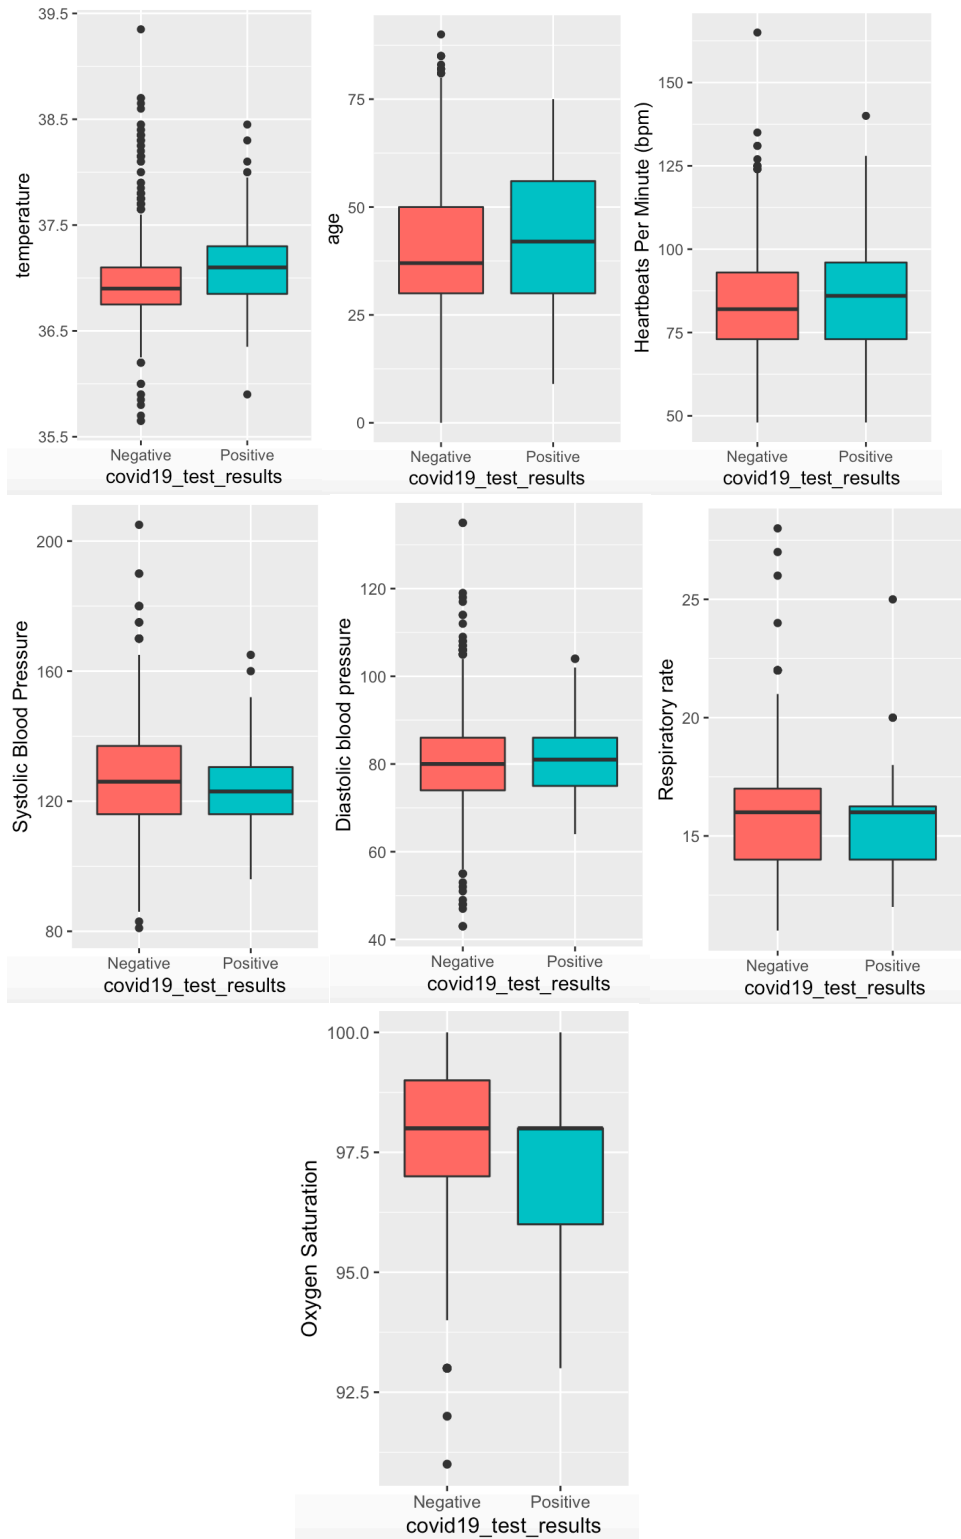 temperature
39.5
38.5
37.5
36.5
35.5
Negative Positive
covid19_test_results
age
75
50
25
0
Negative Positive
covid19_test_results
Heartbeats Per Minute (bpm)
150
125
100
75
50
Negative Positive
covid19_test_results
Systolic Blood Pressure
200
160
120
80
Negative Positive
covid19_test_results
Diastolic blood pressure
120
100
80
60
40
Negative Positive
covid19_test_results
Respiratory rate
25
20
15
Negative Positive
covid19_test_results
Oxygen Saturation
100.0
97.5
95.0
92.5
Negative Positive
covid19_test_results